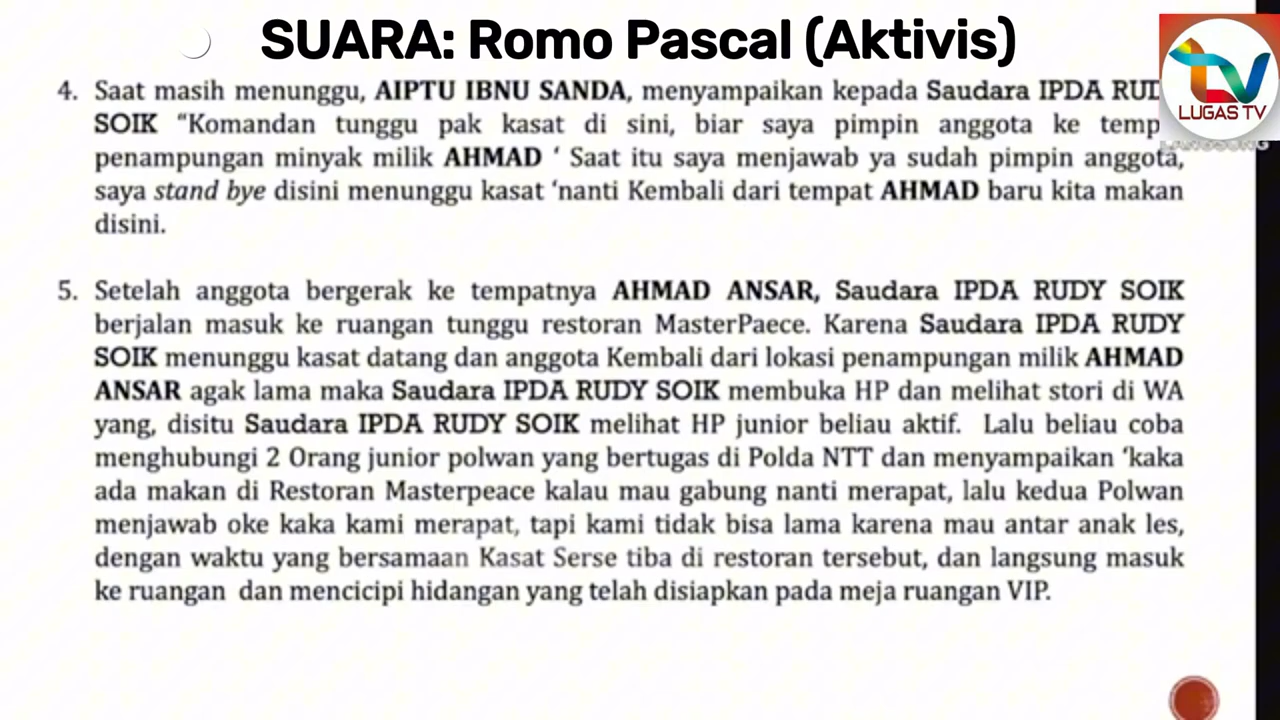 SUARA: Romo Pascal (Aktivis)
4. Saat masih menunggu, AIPTU IBNU SANDA, menyampaikan kepada Saudara IPDA
SOIK "Komandan tunggu pak kasat di sini, biar saya pimpin anggota ke
penampungan minyak milik AHMAD ' Saat itu saya menjawab ya sudah pimpin anggota,
saya stand bye disini menunggu kasat 'nanti Kembali dari tempat AHMAD baru kita makan
disini.
5. Setelah anggota bergerak ke tempatnya AHMAD ANSAR, Saudara IPDA RUDY SOIK
berjalan masuk ke ruangan tunggu restoran MasterPaece. Karena Saudara IPDA RUDY
SOIK menunggu kasat datang dan anggota Kembali dari lokasi penampungan milik AHMAD
ANSAR agak lama maka Saudara IPDA RUDY SOIK membuka HP dan melihat stori di WA
yang, disitu Saudara IPDA RUDY SOIK melihat HP junior beliau aktif. Lalu beliau coba
menghubungi 2 Orang junior polwan yang bertugas di Polda NTT dan menyampaikan 'kaka
ada makan di Restoran Masterpeace kalau mau gabung nanti merapat, lalu kedua Polwan
menjawab oke kaka kami merapat, tapi kami tidak bisa lama karena mau antar anak les,
dengan waktu yang bersamaan Kasat Serse tiba di restoran tersebut, dan langsung masuk
ke ruangan dan mencicipi hidangan yang telah disiapkan pada meja ruangan VIP.
LUGAS TV
LANGSUNG